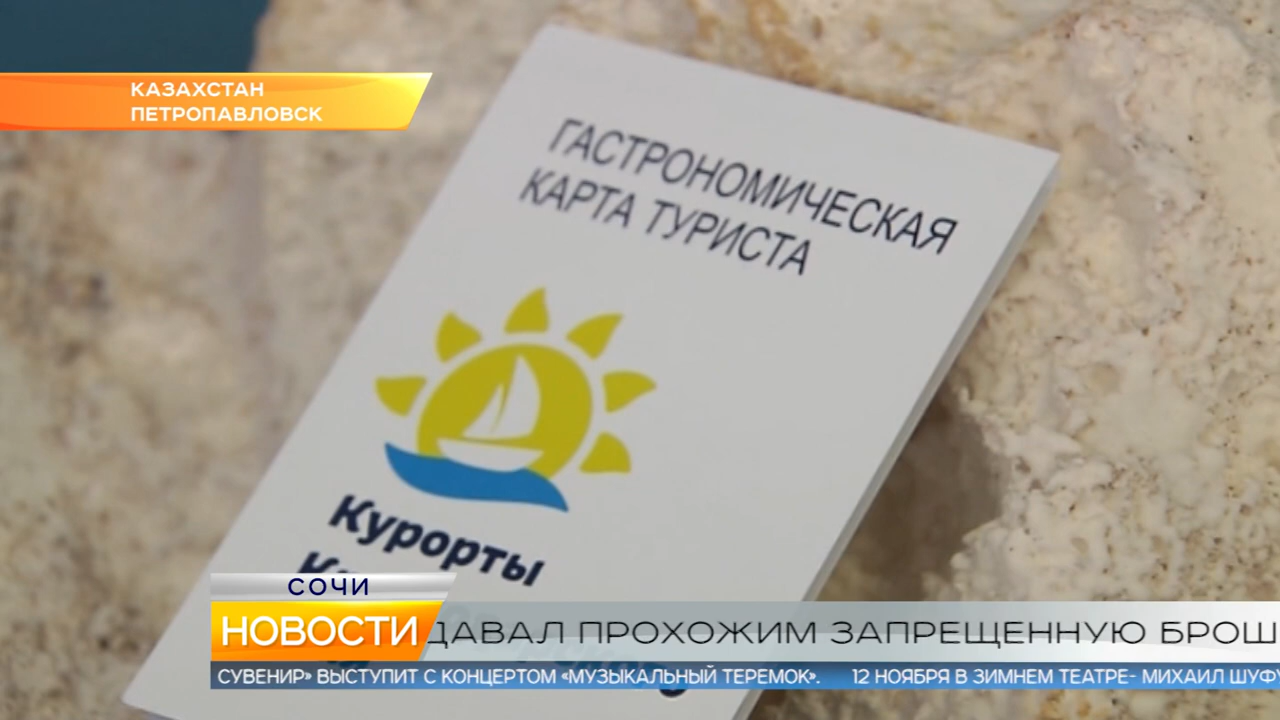 КАЗАХСТАН
ПЕТРОПАВЛОВСК
ГАСТРОНОМИЧЕСКАЯ
КАРТА ТУРИСТА
Курорты
СОЧИ
НОВОСТИ
ДАВАЛ ПРОХОЖИМ ЗАПРЕЩЕННУЮ БРОШ
СУВЕНИР» ВЫСТУПИТ С КОНЦЕРТОМ «МУЗЫКАЛЬНЫЙ ТЕРЕМОК». 12 НОЯБРЯ В ЗИМНЕМ ТЕАТРЕ- МИХАИЛ ШУФ